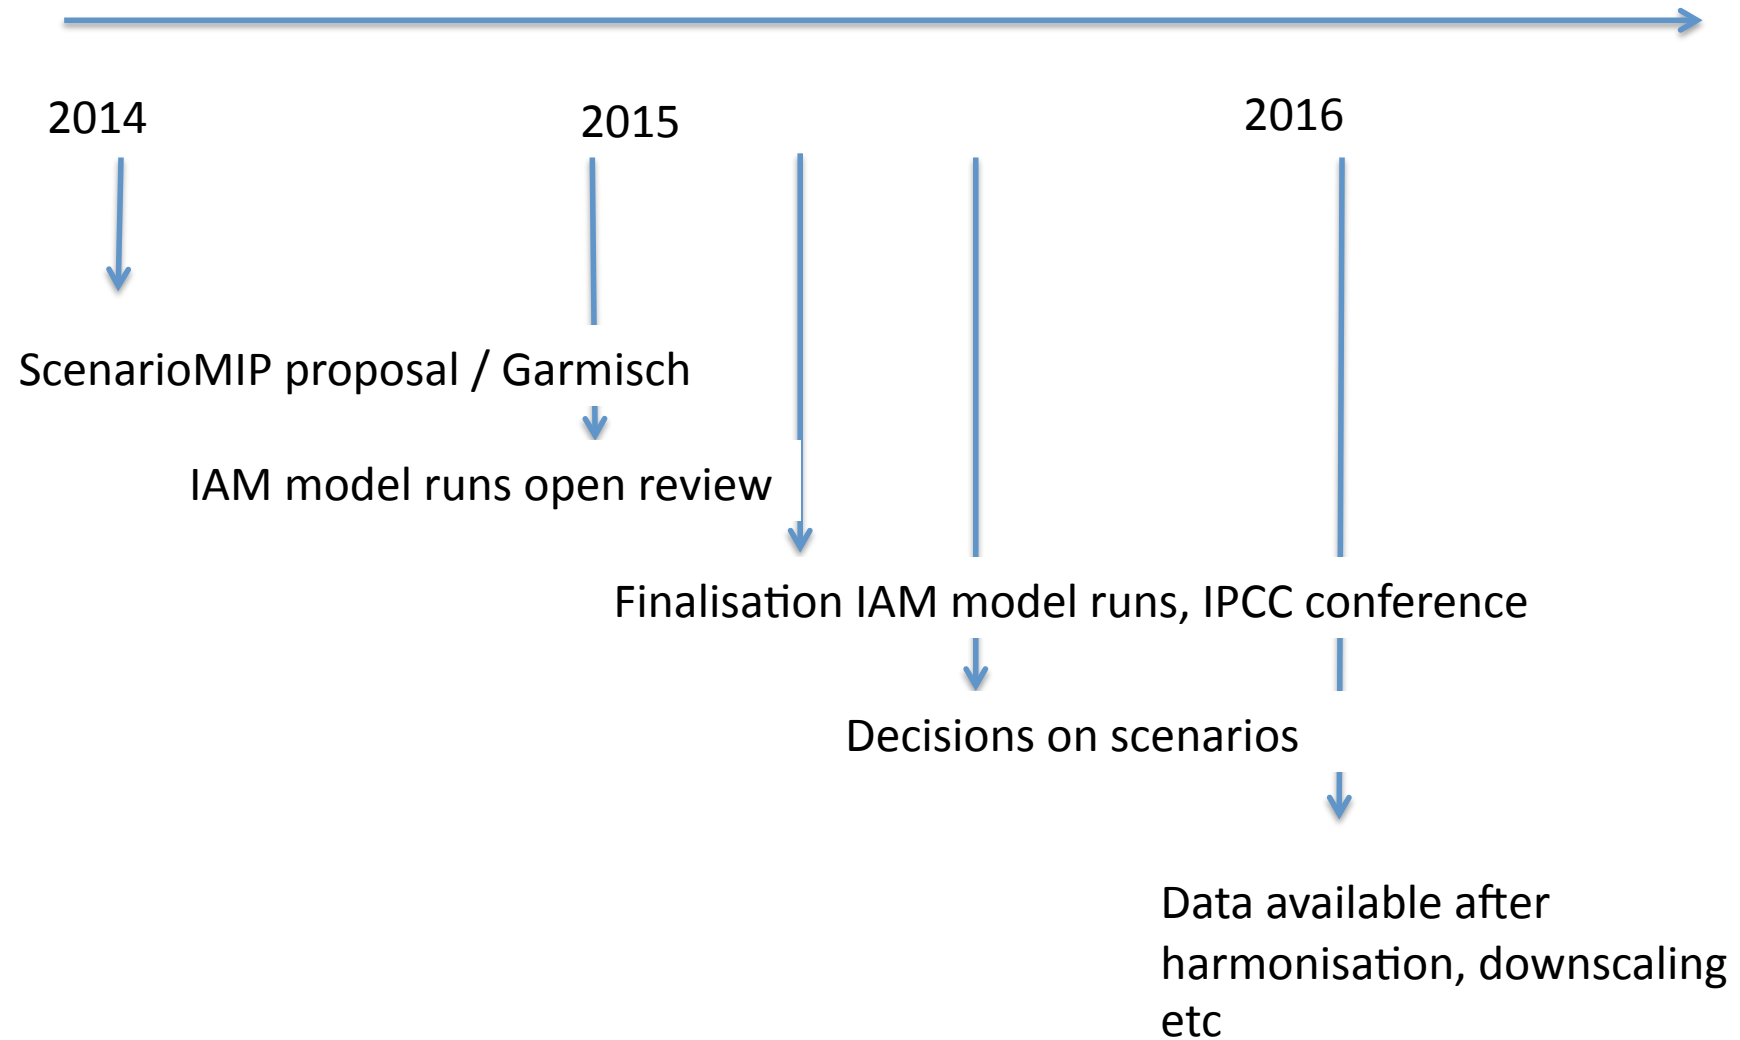 2014
2015
2016
ScenarioMIP proposal / Garmisch
IAM model runs open review
Finalisation IAM model runs, IPCC conference
Decisions on scenarios
Data available after
harmonisation, downscaling
etc